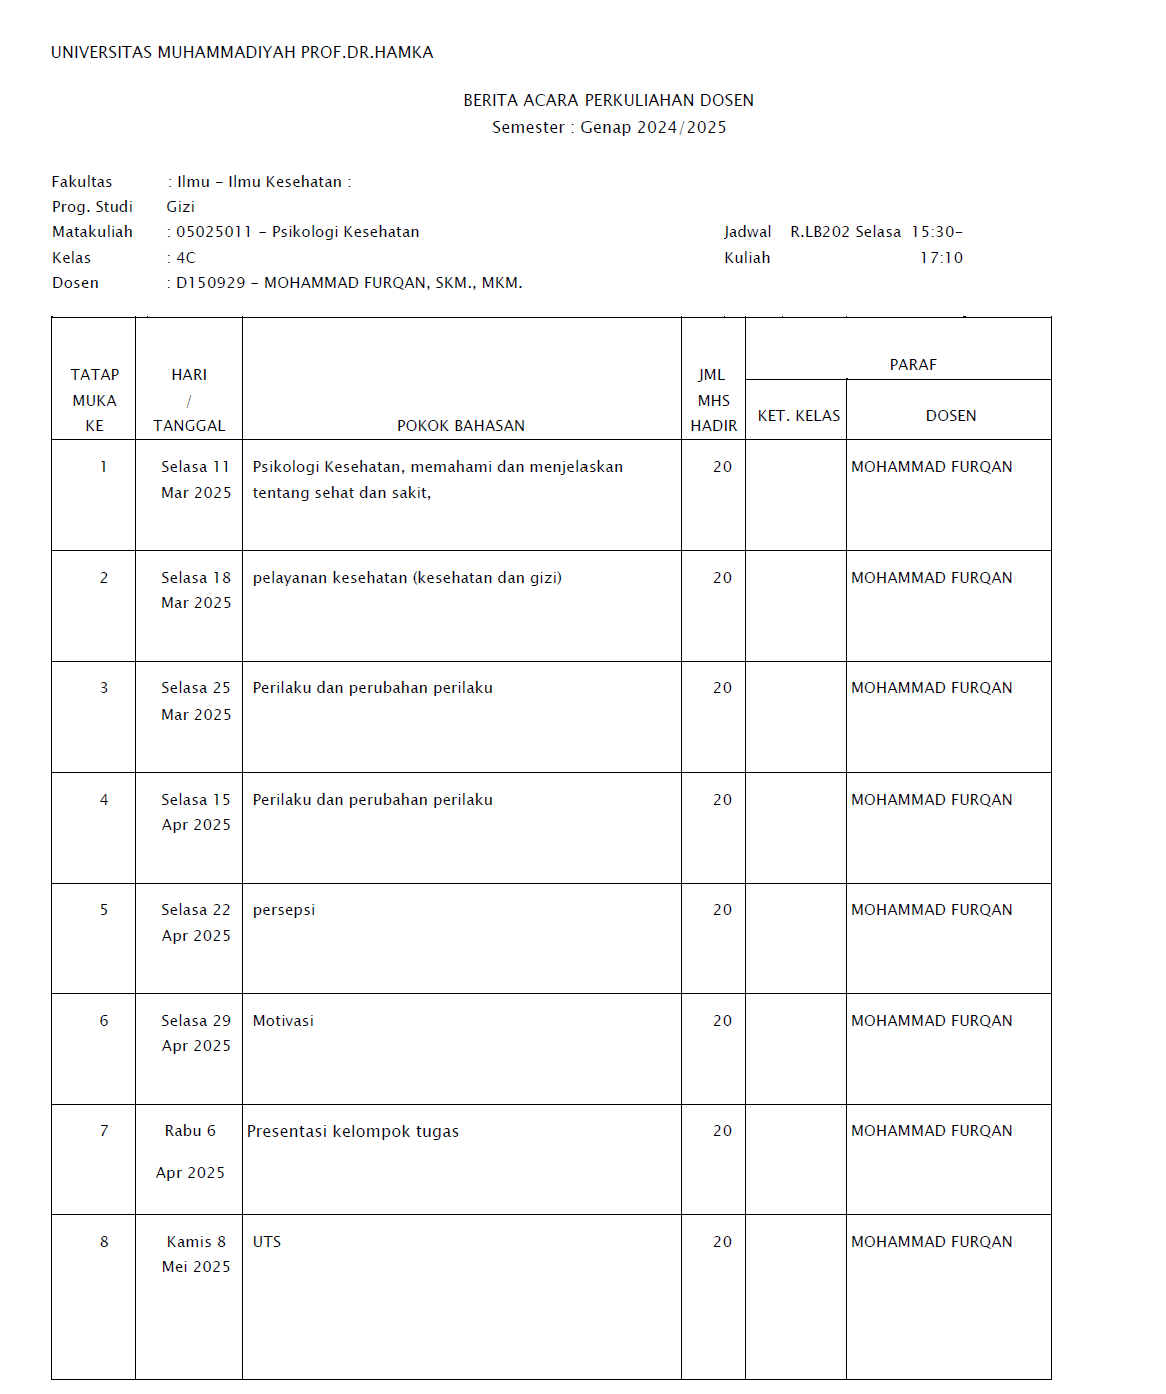 UNIVERSITAS MUHAMMADIYAH PROF.DR.HAMKA
BERITA ACARA PERKULIAHAN DOSEN
Semester : Genap 2024/2025
Fakultas : Ilmu – Ilmu Kesehatan :
Prog. Studi Gizi
Matakuliah : 05025011 – Psikologi Kesehatan Jadwal R.LB202 Selasa 15:30–
Kelas : 4C Kuliah 17:10
Dosen : D150929 – MOHAMMAD FURQAN, SKM., MKM.
PARAF
TATAP HARI JML
MUKA / MHS
KE TANGGAL POKOK BAHASAN HADIR KET. KELAS DOSEN
1 Selasa 11 Psikologi Kesehatan, memahami dan menjelaskan 20 MOHAMMAD FURQAN
Mar 2025 tentang sehat dan sakit,
2 Selasa 18 pelayanan kesehatan (kesehatan dan gizi) 20 MOHAMMAD FURQAN
Mar 2025
3 Selasa 25 Perilaku dan perubahan perilaku 20 MOHAMMAD FURQAN
Mar 2025
4 Selasa 15 Perilaku dan perubahan perilaku 20 MOHAMMAD FURQAN
Apr 2025
5 Selasa 22 persepsi 20 MOHAMMAD FURQAN
Apr 2025
6 Selasa 29 Motivasi 20 MOHAMMAD FURQAN
Apr 2025
7 Rabu 6 Presentasi kelompok tugas 20 MOHAMMAD FURQAN
Apr 2025
8 Kamis 8 UTS 20 MOHAMMAD FURQAN
Mei 2025